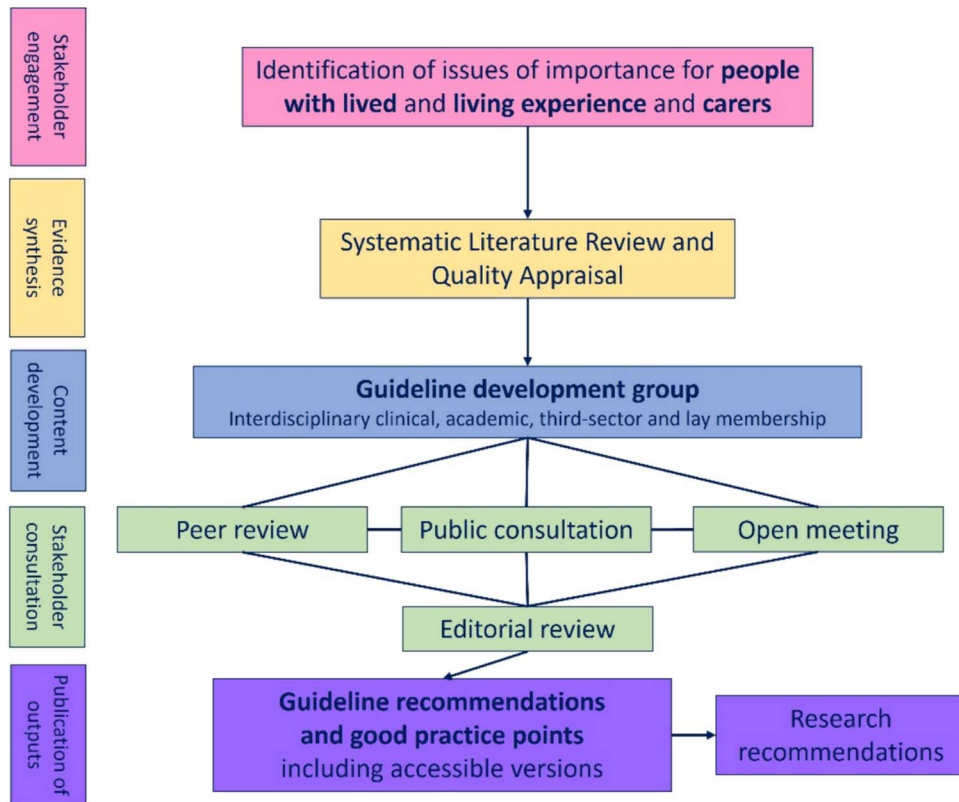 Stakeholder
engagement
Identification of issues of importance for people
with lived and living experience and carers
Evidence
synthesis
Systematic Literature Review and
Quality Appraisal
Content
development
Guideline development group
Interdisciplinary clinical, academic, third-sector and lay membership
Stakeholder
consultation
Peer review
Public consultation
Open meeting
Editorial review
Publication of
outputs
Guideline recommendations
and good practice points
including accessible versions
Research
recommendations